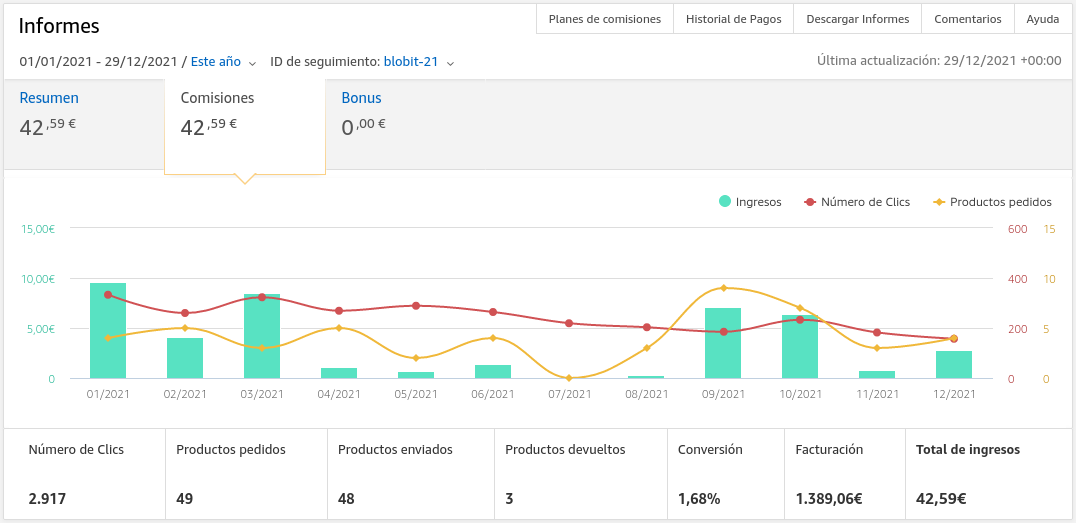 Informes
Planes de comisiones
Historial de Pagos
Descargar Informes
Comentarios
Ayuda
01/01/2021 - 29/12/2021 / Este año
ID de seguimiento: blobit-21
Última actualización: 29/12/2021 +00:00
Resumen
42,59 €
Comisiones
42,59 €
Bonus
0,00 €
Ingresos
Número de Clics
Productos pedidos
15,00€ 600 15
10,00€ 400 10
5,00€ 200 5
0 0 0
01/2021 02/2021 03/2021 04/2021 05/2021 06/2021 07/2021 08/2021 09/2021 10/2021 11/2021 12/2021
Número de Clics
2.917
Productos pedidos
49
Productos enviados
48
Productos devueltos
3
Conversión
1,68%
Facturación
1.389,06€
Total de ingresos
42,59€